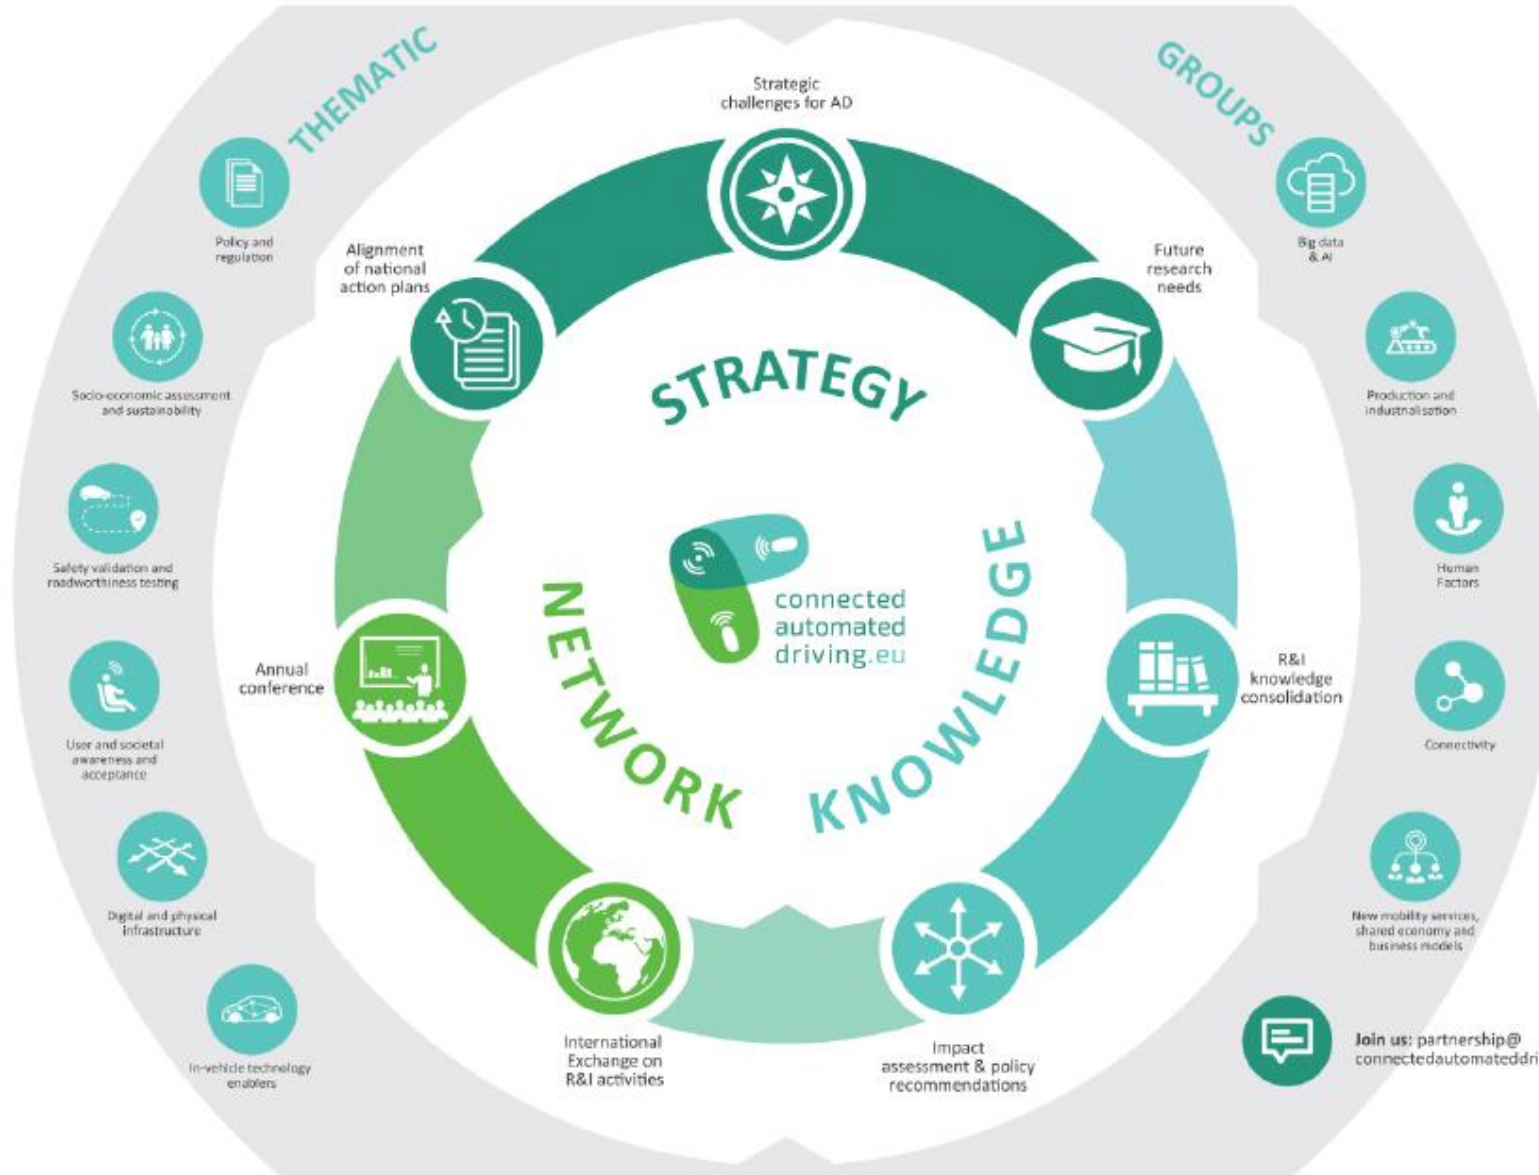 THEMATIC
GROUPS
Strategic
challenges for AD
Policy and
regulation
Alignment
of national
action plans
Future
research
needs
Big data
& AI
Socio-economic assessment
and sustainability
STRATEGY
Production and
industrialisation
Safety validation and
roadworthiness testing
Human
Factors
connected
automated
driving.eu
NETWORK
KNOWLEDGE
Annual
conference
R&I
knowledge
consolidation
User and societal
awareness and
acceptance
Connectivity
Digital and physical
infrastructure
New mobility services,
shared economy and
business models
International
Exchange on
R&I activities
Impact
assessment & policy
recommendations
In-vehicle technology
enablers
Join us: partnership@
connectedautomateddri